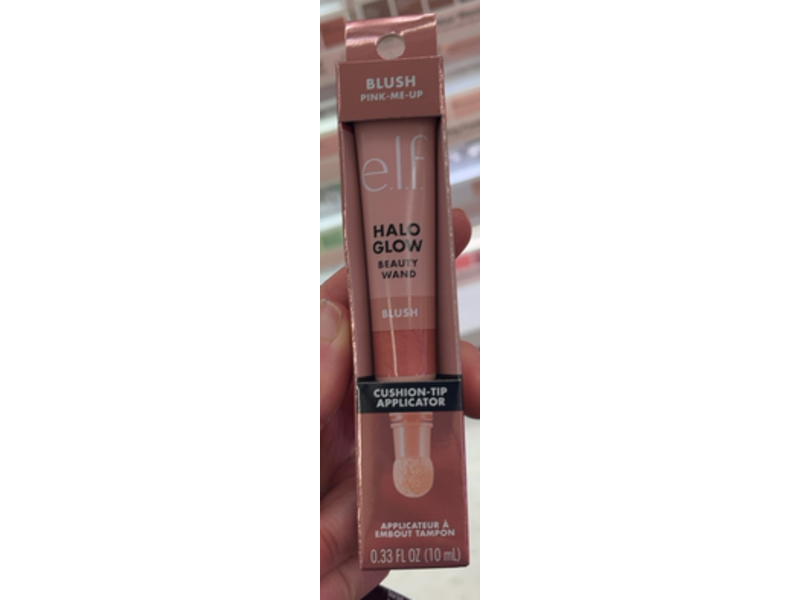 BLUSH
PINK-ME-UP
e.l.f.
HALO
GLOW
BEAUTY
WAND
BLUSH
CUSHION-TIP
APPLICATOR
APPLICATEUR À
EMBOUT TAMPON
0.33 FL OZ (10 mL)